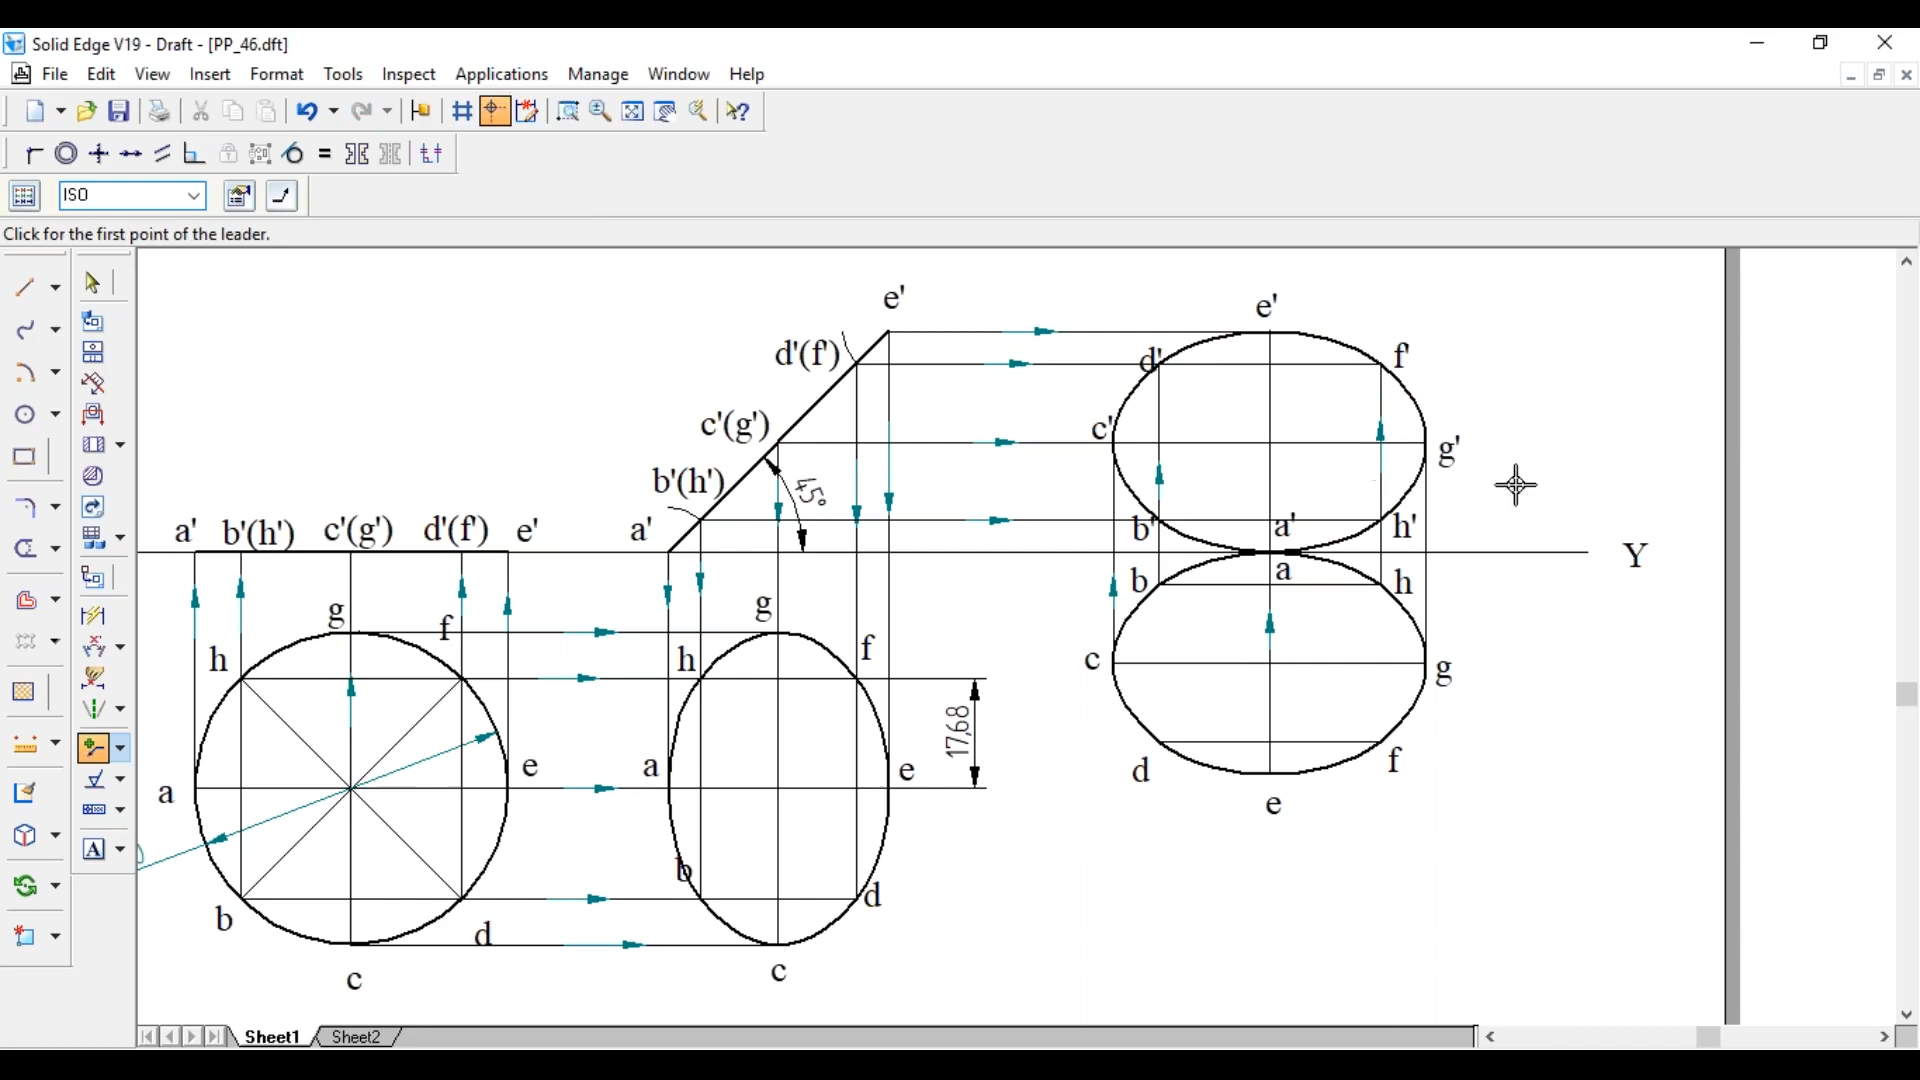 Solid Edge V19 - Draft - [PP_46.dft]
File Edit View Insert Format Tools Inspect Applications Manage Window Help
ISO
Click for the first point of the leader.
e'
e'
d'(f')
d'
f'
c'(g')
c'
g'
b'(h')
45°
a' b'(h') c'(g') d'(f') e'
a'
b'
a'
h'
Y
b
a
h
g
f
g
f
h
h
c
g
17,68
a
e
a
e
d
f
e
b
d
b
d
c
c
A
Sheet1 Sheet2